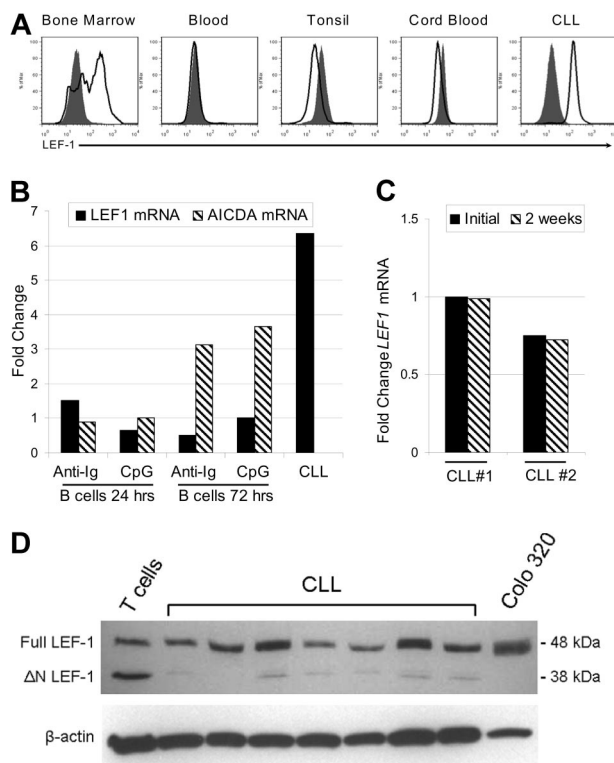 A
Bone Marrow
Blood
Tonsil
Cord Blood
CLL
LEF-1
B
LEF1 mRNA
AICDA mRNA
Fold Change
7
6
5
4
3
2
1
0
Anti-Ig
CpG
Anti-Ig
CpG
CLL
B cells 24 hrs
B cells 72 hrs
C
Initial
2 weeks
Fold Change LEF1 mRNA
1.5
1
0.5
0
CLL#1
CLL #2
D
T cells
CLL
Colo 320
Full LEF-1
- 48 kDa
ΔN LEF-1
- 38 kDa
β-actin